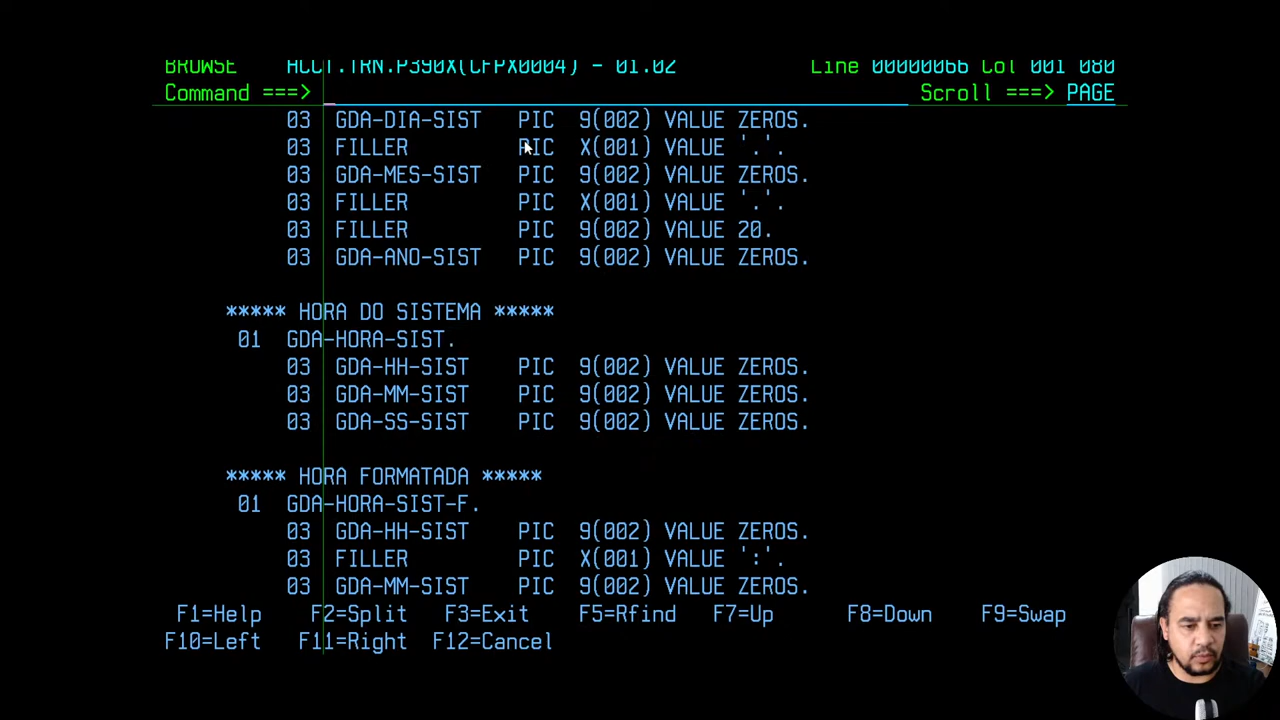 BROWSE    ACCT.TRN.P390X(CFPX0004) - 01.02    Line 00000066 Col 001 080
Command ===>    Scroll ===> PAGE
03  GDA-DIA-SIST   PIC  9(002) VALUE ZEROS.
03  FILLER         PIC  X(001) VALUE '.'.
03  GDA-MES-SIST   PIC  9(002) VALUE ZEROS.
03  FILLER         PIC  X(001) VALUE '.'.
03  FILLER         PIC  9(002) VALUE 20.
03  GDA-ANO-SIST   PIC  9(002) VALUE ZEROS.
***** HORA DO SISTEMA *****
01  GDA-HORA-SIST.
03  GDA-HH-SIST    PIC  9(002) VALUE ZEROS.
03  GDA-MM-SIST    PIC  9(002) VALUE ZEROS.
03  GDA-SS-SIST    PIC  9(002) VALUE ZEROS.
***** HORA FORMATADA *****
01  GDA-HORA-SIST-F.
03  GDA-HH-SIST    PIC  9(002) VALUE ZEROS.
03  FILLER         PIC  X(001) VALUE ':'.
03  GDA-MM-SIST    PIC  9(002) VALUE ZEROS.
F1=Help    F2=Split    F3=Exit    F5=Rfind    F7=Up    F8=Down    F9=Swap
F10=Left   F11=Right  F12=Cancel